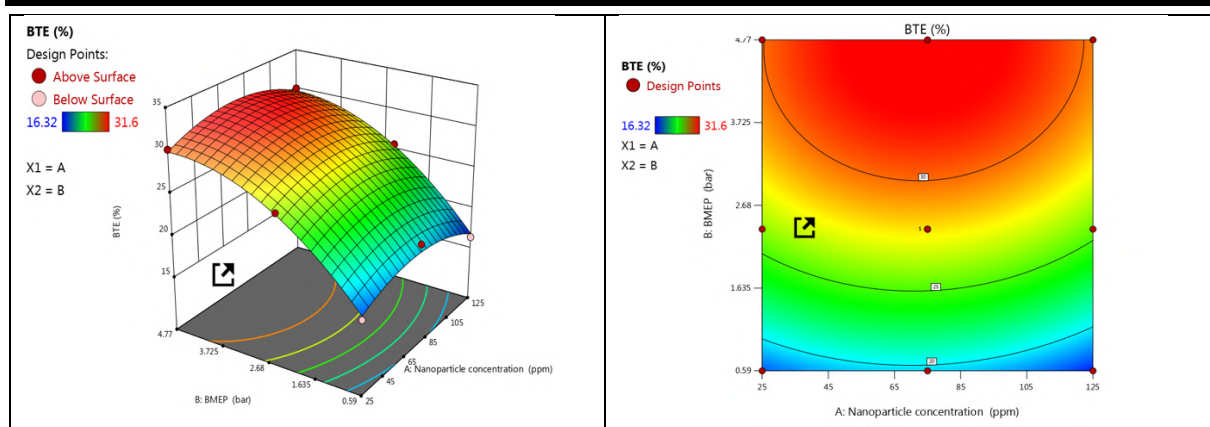 BTE (%)
Design Points:
Above Surface
Below Surface
16.32 31.6
X1 = A
X2 = B
35
30
25
20
15
BTE (%)
4.77
3.725
2.68
1.635
0.59
B: BMEP (bar)
125
105
85
65
45
25
A: Nanoparticle concentration (ppm)
BTE (%)
BTE (%)
Design Points
16.32 31.6
X1 = A
X2 = B
4.77
3.725
2.68
1.635
0.59
B: BMEP (bar)
30
5
25
20
25 45 65 85 105 125
A: Nanoparticle concentration (ppm)